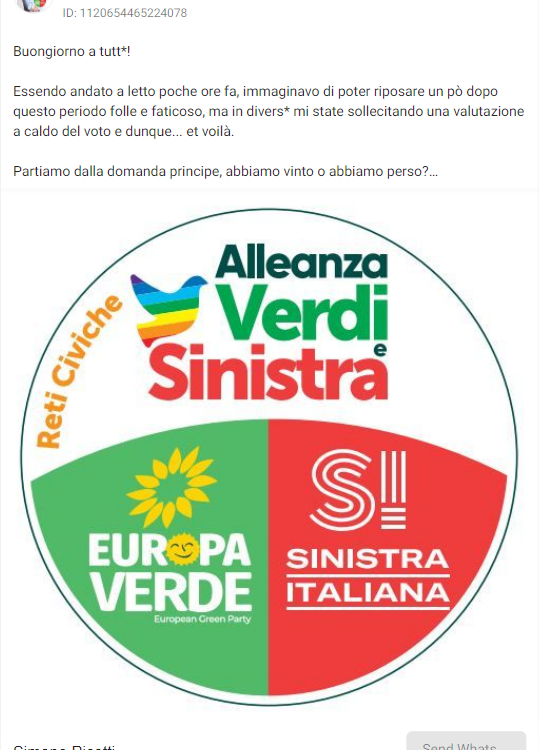 ID: 1120654465224078
Buongiorno a tutt*!
Essendo andato a letto poche ore fa, immaginavo di poter riposare un pò dopo
questo periodo folle e faticoso, ma in divers* mi state sollecitando una valutazione
a caldo del voto e dunque... et voilà.
Partiamo dalla domanda principe, abbiamo vinto o abbiamo perso?...
Alleanza
Verdi
e
Sinistra
Reti Civiche
EUROPA
VERDE
European Green Party
SI
SINISTRA
ITALIANA
Send Whats